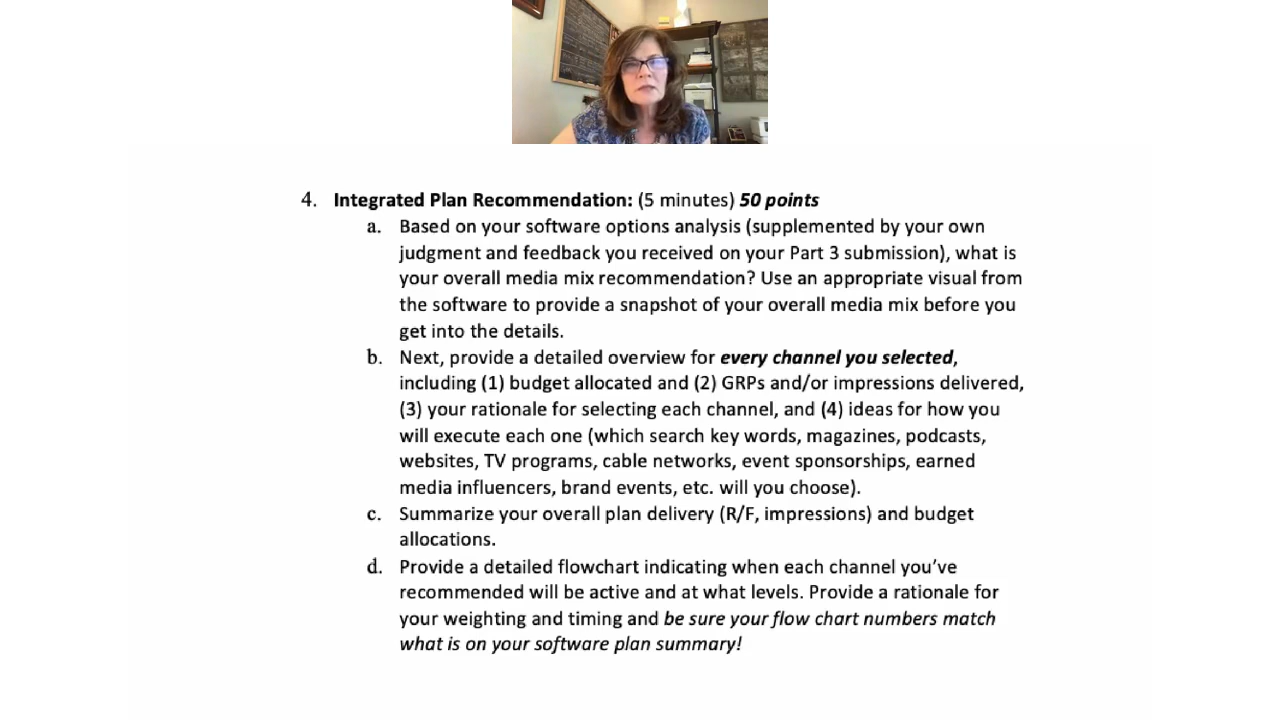 4. Integrated Plan Recommendation: (5 minutes) 50 points
a. Based on your software options analysis (supplemented by your own
judgment and feedback you received on your Part 3 submission), what is
your overall media mix recommendation? Use an appropriate visual from
the software to provide a snapshot of your overall media mix before you
get into the details.
b. Next, provide a detailed overview for every channel you selected,
including (1) budget allocated and (2) GRPs and/or impressions delivered,
(3) your rationale for selecting each channel, and (4) ideas for how you
will execute each one (which search key words, magazines, podcasts,
websites, TV programs, cable networks, event sponsorships, earned
media influencers, brand events, etc. will you choose).
c. Summarize your overall plan delivery (R/F, impressions) and budget
allocations.
d. Provide a detailed flowchart indicating when each channel you’ve
recommended will be active and at what levels. Provide a rationale for
your weighting and timing and be sure your flow chart numbers match
what is on your software plan summary!